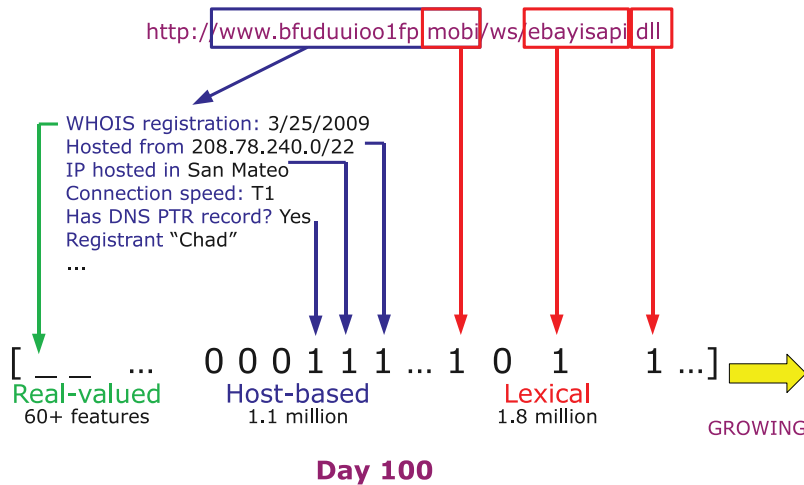 http://www.bfuduuioo1fp.mobi/ws/ebayisapi.dll
WHOIS registration: 3/25/2009
Hosted from 208.78.240.0/22
IP hosted in San Mateo
Connection speed: T1
Has DNS PTR record? Yes
Registrant “Chad”
...
[ _ _ ... 0 0 0 1 1 1 ... 1 0 1 1 ...]
Real-valued Host-based Lexical
60+ features 1.1 million 1.8 million
GROWING
Day 100